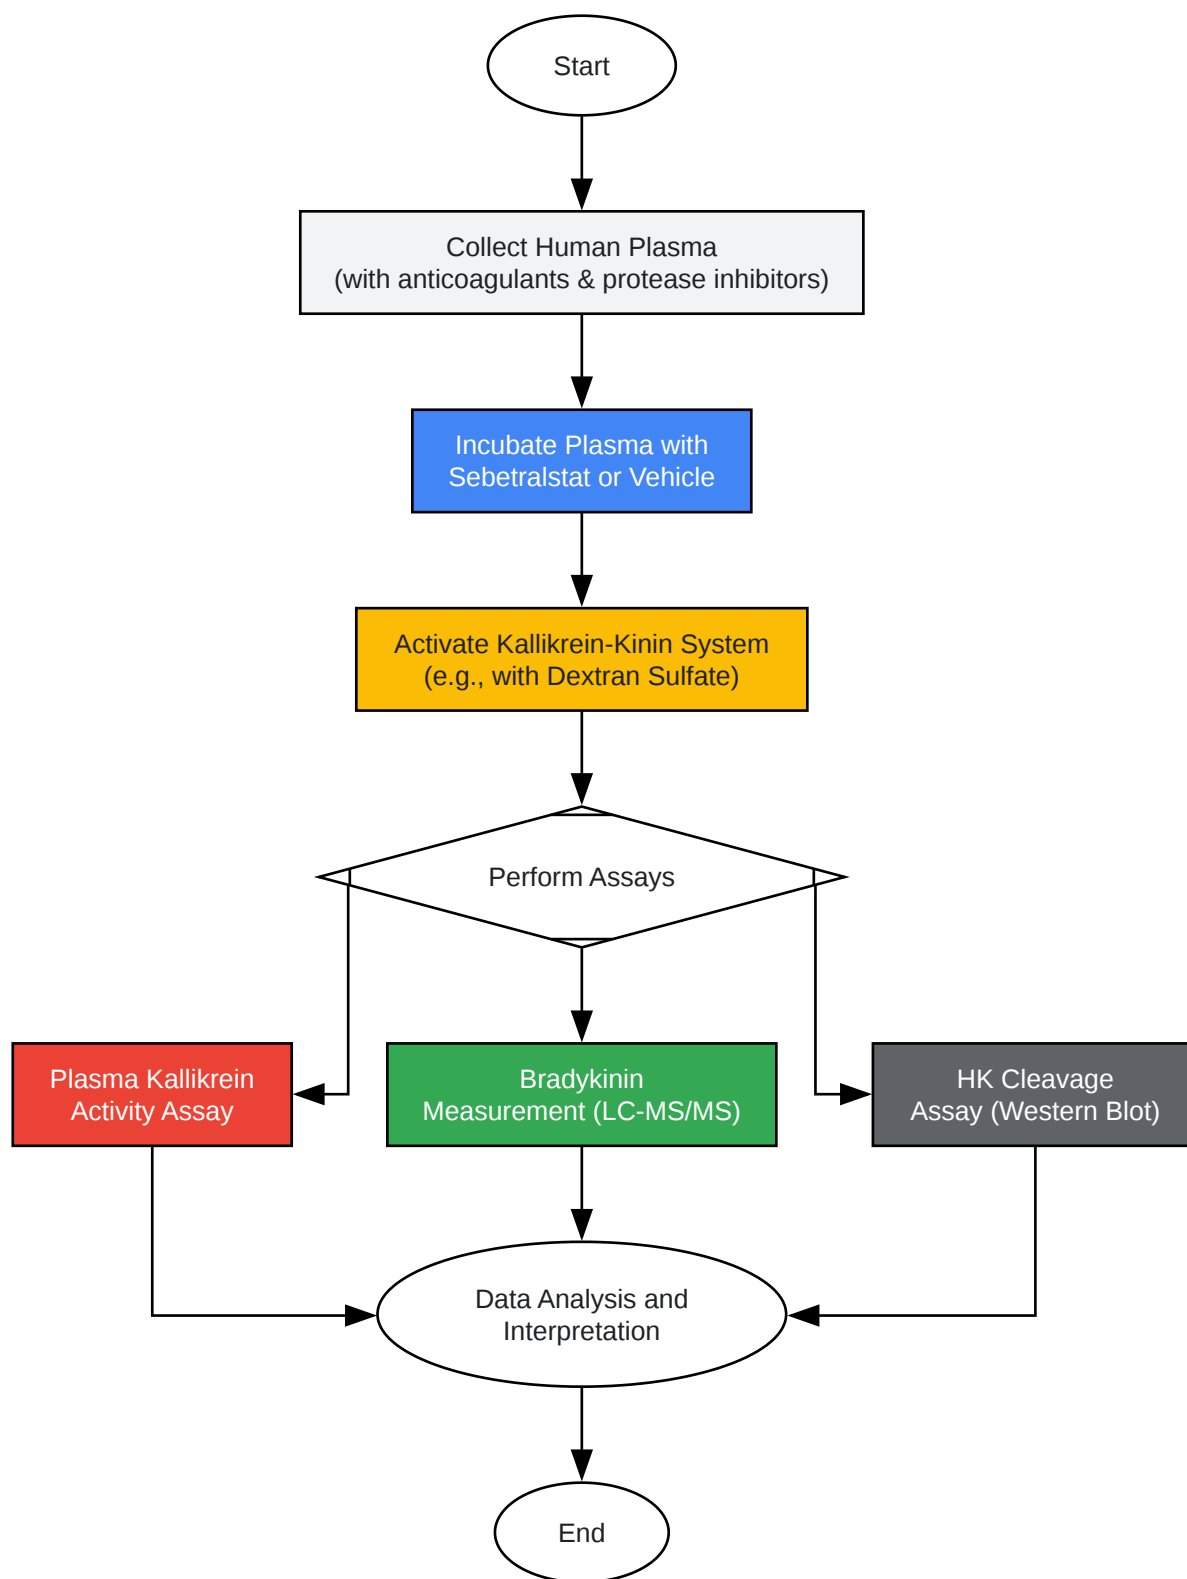 Start
Collect Human Plasma
(with anticoagulants & protease inhibitors)
Incubate Plasma with
Sebetralstat or Vehicle
Activate Kallikrein-Kinin System
(e.g., with Dextran Sulfate)
Perform Assays
Plasma Kallikrein
Activity Assay
Bradykinin
Measurement (LC-MS/MS)
HK Cleavage
Assay (Western Blot)
Data Analysis and
Interpretation
End